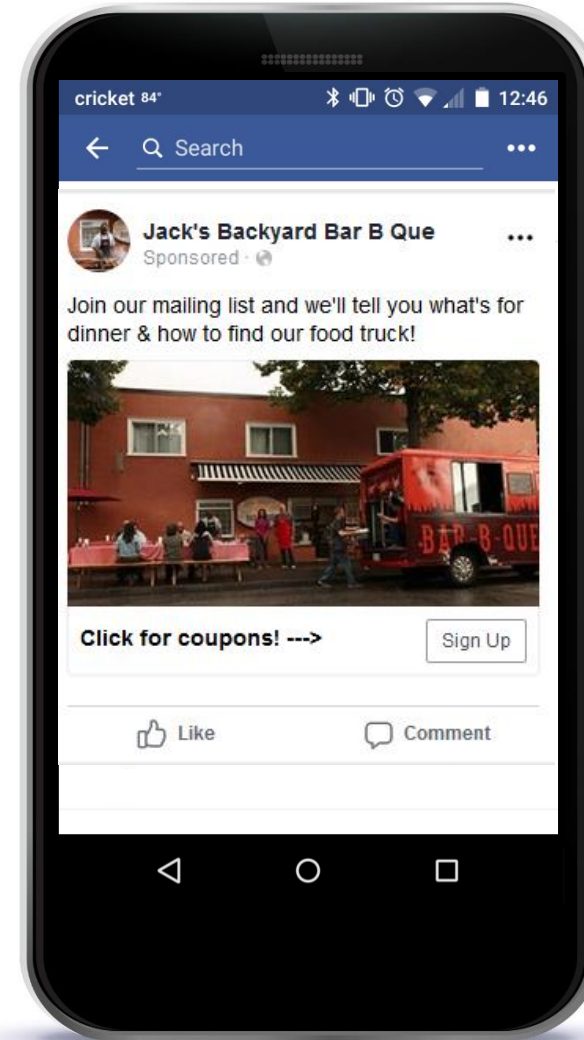 cricket 84° 12:46
Search
Jack's Backyard Bar B Que
Sponsored ·
Join our mailing list and we'll tell you what's for
dinner & how to find our food truck!
BAR-B-QUE
Click for coupons! --->
Sign Up
Like
Comment